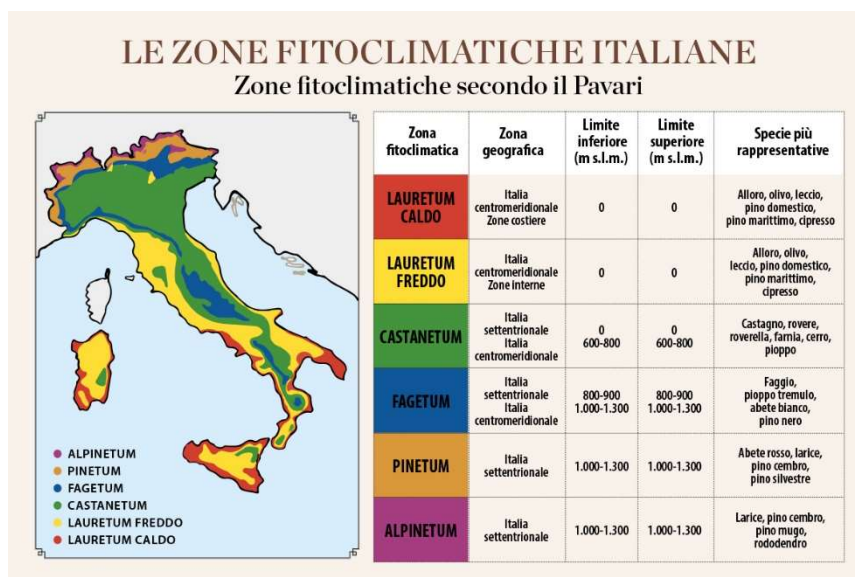 LE ZONE FITOCLIMATICHE ITALIANE
Zone fitoclimatiche secondo il Pavari
ALPINETUM
PINETUM
FAGETUM
CASTANETUM
LAURETUM FREDDO
LAURETUM CALDO
Zona
fitoclimatica
Zona
geografica
Limite
inferiore
(m s.l.m.)
Limite
superiore
(m s.l.m.)
Specie più
rappresentative
LAURETUM
CALDO
Italia
centromeridionale
Zone costiere
0
0
Alloro, olivo, leccio,
pino domestico,
pino marittimo, cipresso
LAURETUM
FREDDO
Italia
centromeridionale
Zone interne
0
0
Alloro, olivo,
leccio, pino domestico,
pino marittimo,
cipresso
CASTANETUM
Italia
settentrionale
Italia
centromeridionale
0
600-800
0
600-800
Castagno, rovere,
roverella, farnia, cerro,
pioppo
FAGETUM
Italia
settentrionale
Italia
centromeridionale
800-900
1.000-1.300
800-900
1.000-1.300
Faggio,
pioppo tremulo,
abete bianco,
pino nero
PINETUM
Italia
settentrionale
1.000-1.300
1.000-1.300
Abete rosso, larice,
pino cembro,
pino silvestre
ALPINETUM
Italia
settentrionale
1.000-1.300
1.000-1.300
Larice, pino cembro,
pino mugo,
rododendro